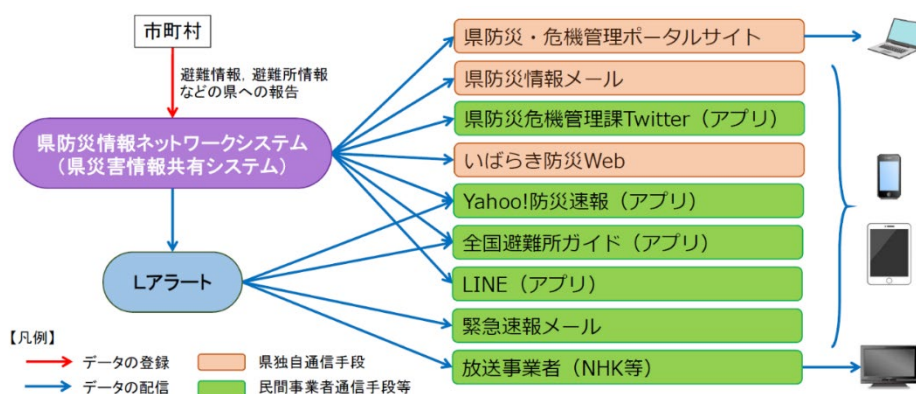 市町村
避難情報，避難所情報
などの県への報告
県防災情報ネットワークシステム
（県災害情報共有システム）
Lアラート
県防災・危機管理ポータルサイト
県防災情報メール
県防災危機管理課Twitter（アプリ）
いばらき防災Web
Yahoo!防災速報（アプリ）
全国避難所ガイド（アプリ）
LINE（アプリ）
緊急速報メール
放送事業者（NHK等）
【凡例】
データの登録
県独自通信手段
データの配信
民間事業者通信手段等